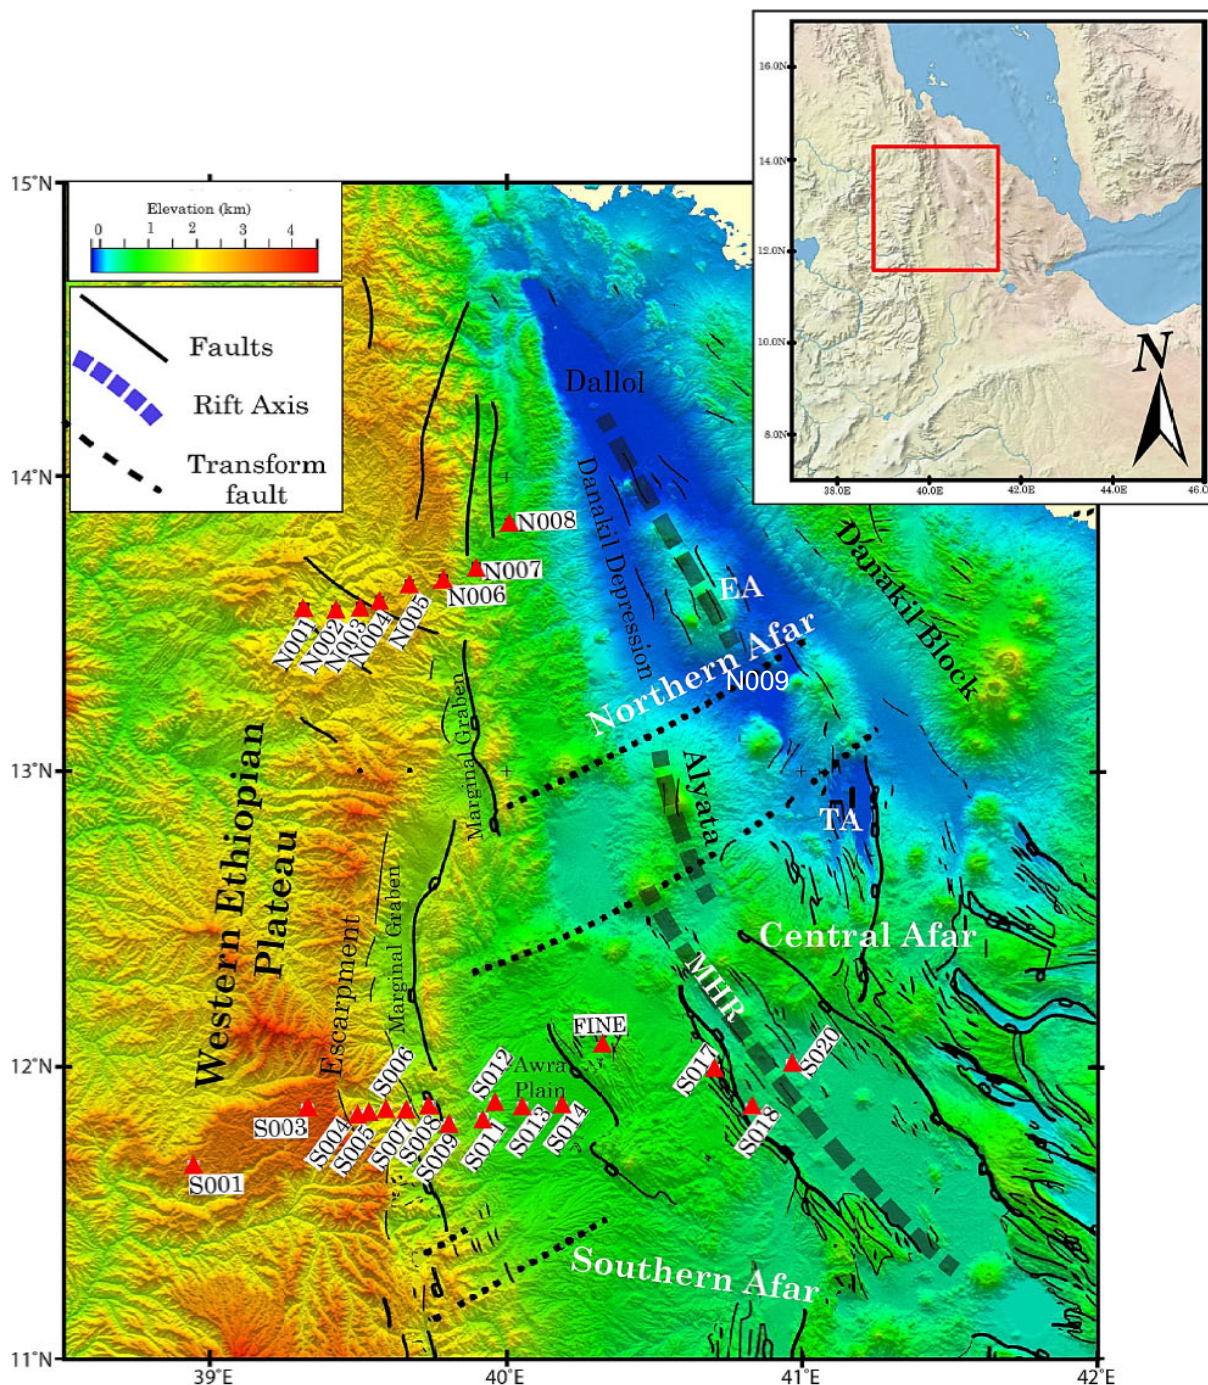 16.0N
14.0N
12.0N
10.0N
8.0N
38.0E
40.0E
42.0E
44.0E
46.0
N
15°N
14°N
13°N
12°N
11°N
39°E
40°E
41°E
42°E
Elevation (km)
0 1 2 3 4
Faults
Rift Axis
Transform
fault
Dallol
Danakil Depression
EA
Northern Afar
N009
Danakil
Block
N008
N007
N006
N005
N004
N003
N002
N001
Marginal Graben
Western Ethiopian
Plateau
Alyata
TA
Central Afar
Marginal Graben
Escarpment
MHR
FINE
Awra
Plain
S001
S003
S004
S005
S006
S007
S008
S009
S011
S012
S013
S014
S017
S018
S020
Southern Afar